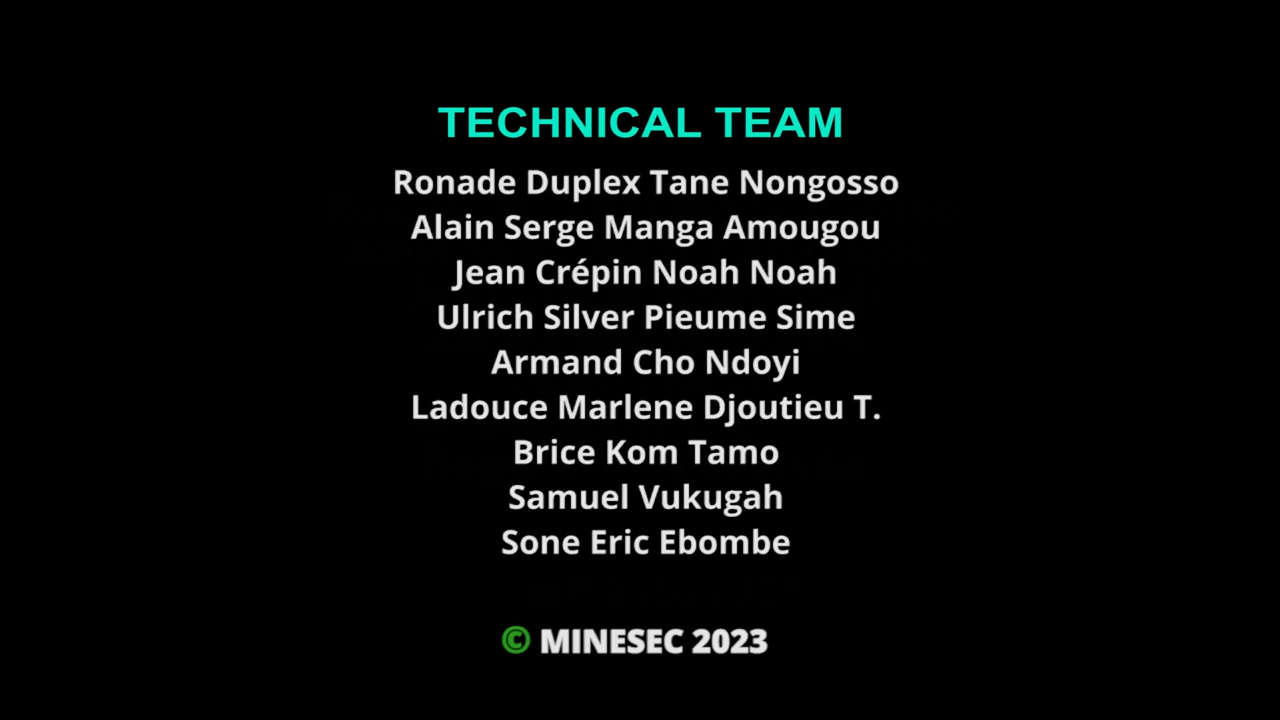 TECHNICAL TEAM
Ronade Duplex Tane Nongosso
Alain Serge Manga Amougou
Jean Crépin Noah Noah
Ulrich Silver Pieume Sime
Armand Cho Ndoyi
Ladouce Marlene Djoutieu T.
Brice Kom Tamo
Samuel Vukugah
Sone Eric Ebombe
© MINESEC 2023